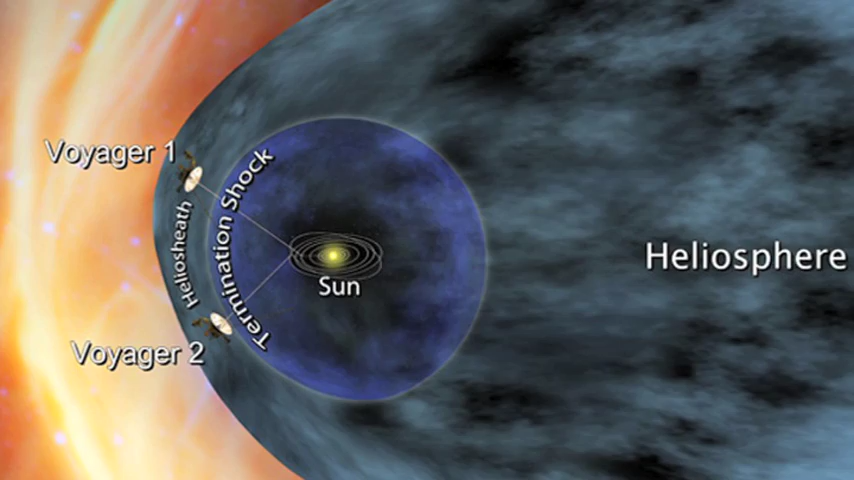 Voyager 1
Termination Shock
Heliosheath
Heliosphere
Sun
Voyager 2